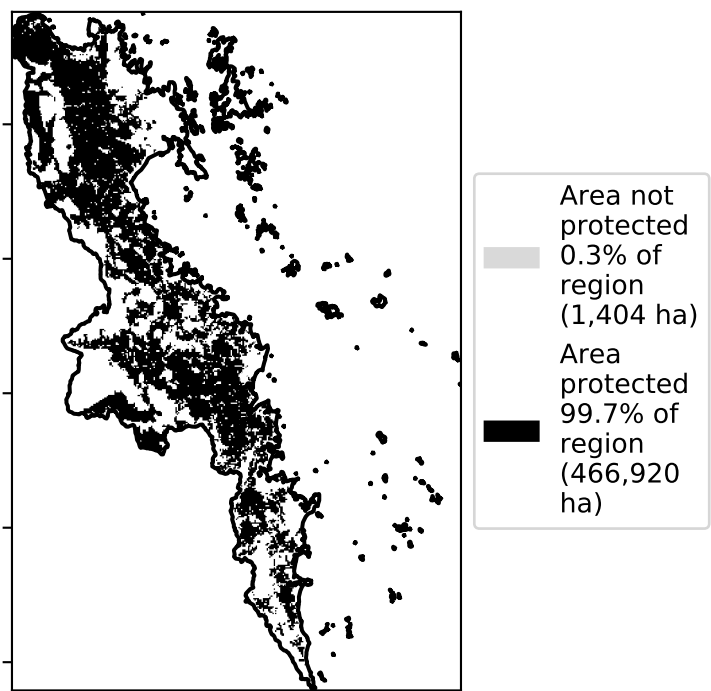 Area not
protected
0.3% of
region
(1,404 ha)
Area
protected
99.7% of
region
(466,920
ha)